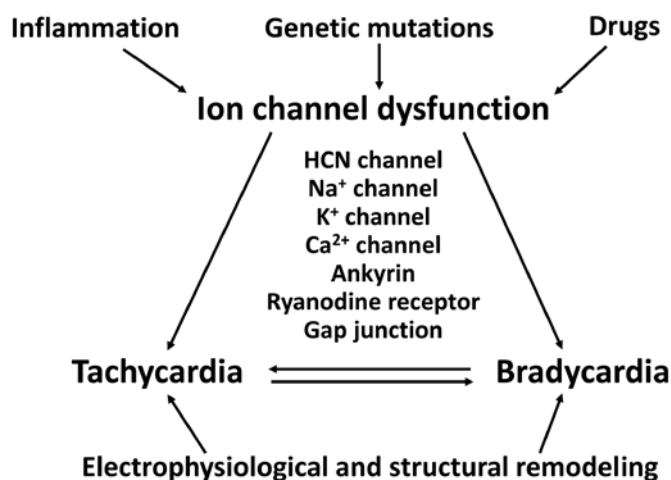 Inflammation Genetic mutations Drugs
Ion channel dysfunction
HCN channel
Na⁺ channel
K⁺ channel
Ca²⁺ channel
Ankyrin
Ryanodine receptor
Gap junction
Tachycardia Bradycardia
Electrophysiological and structural remodeling